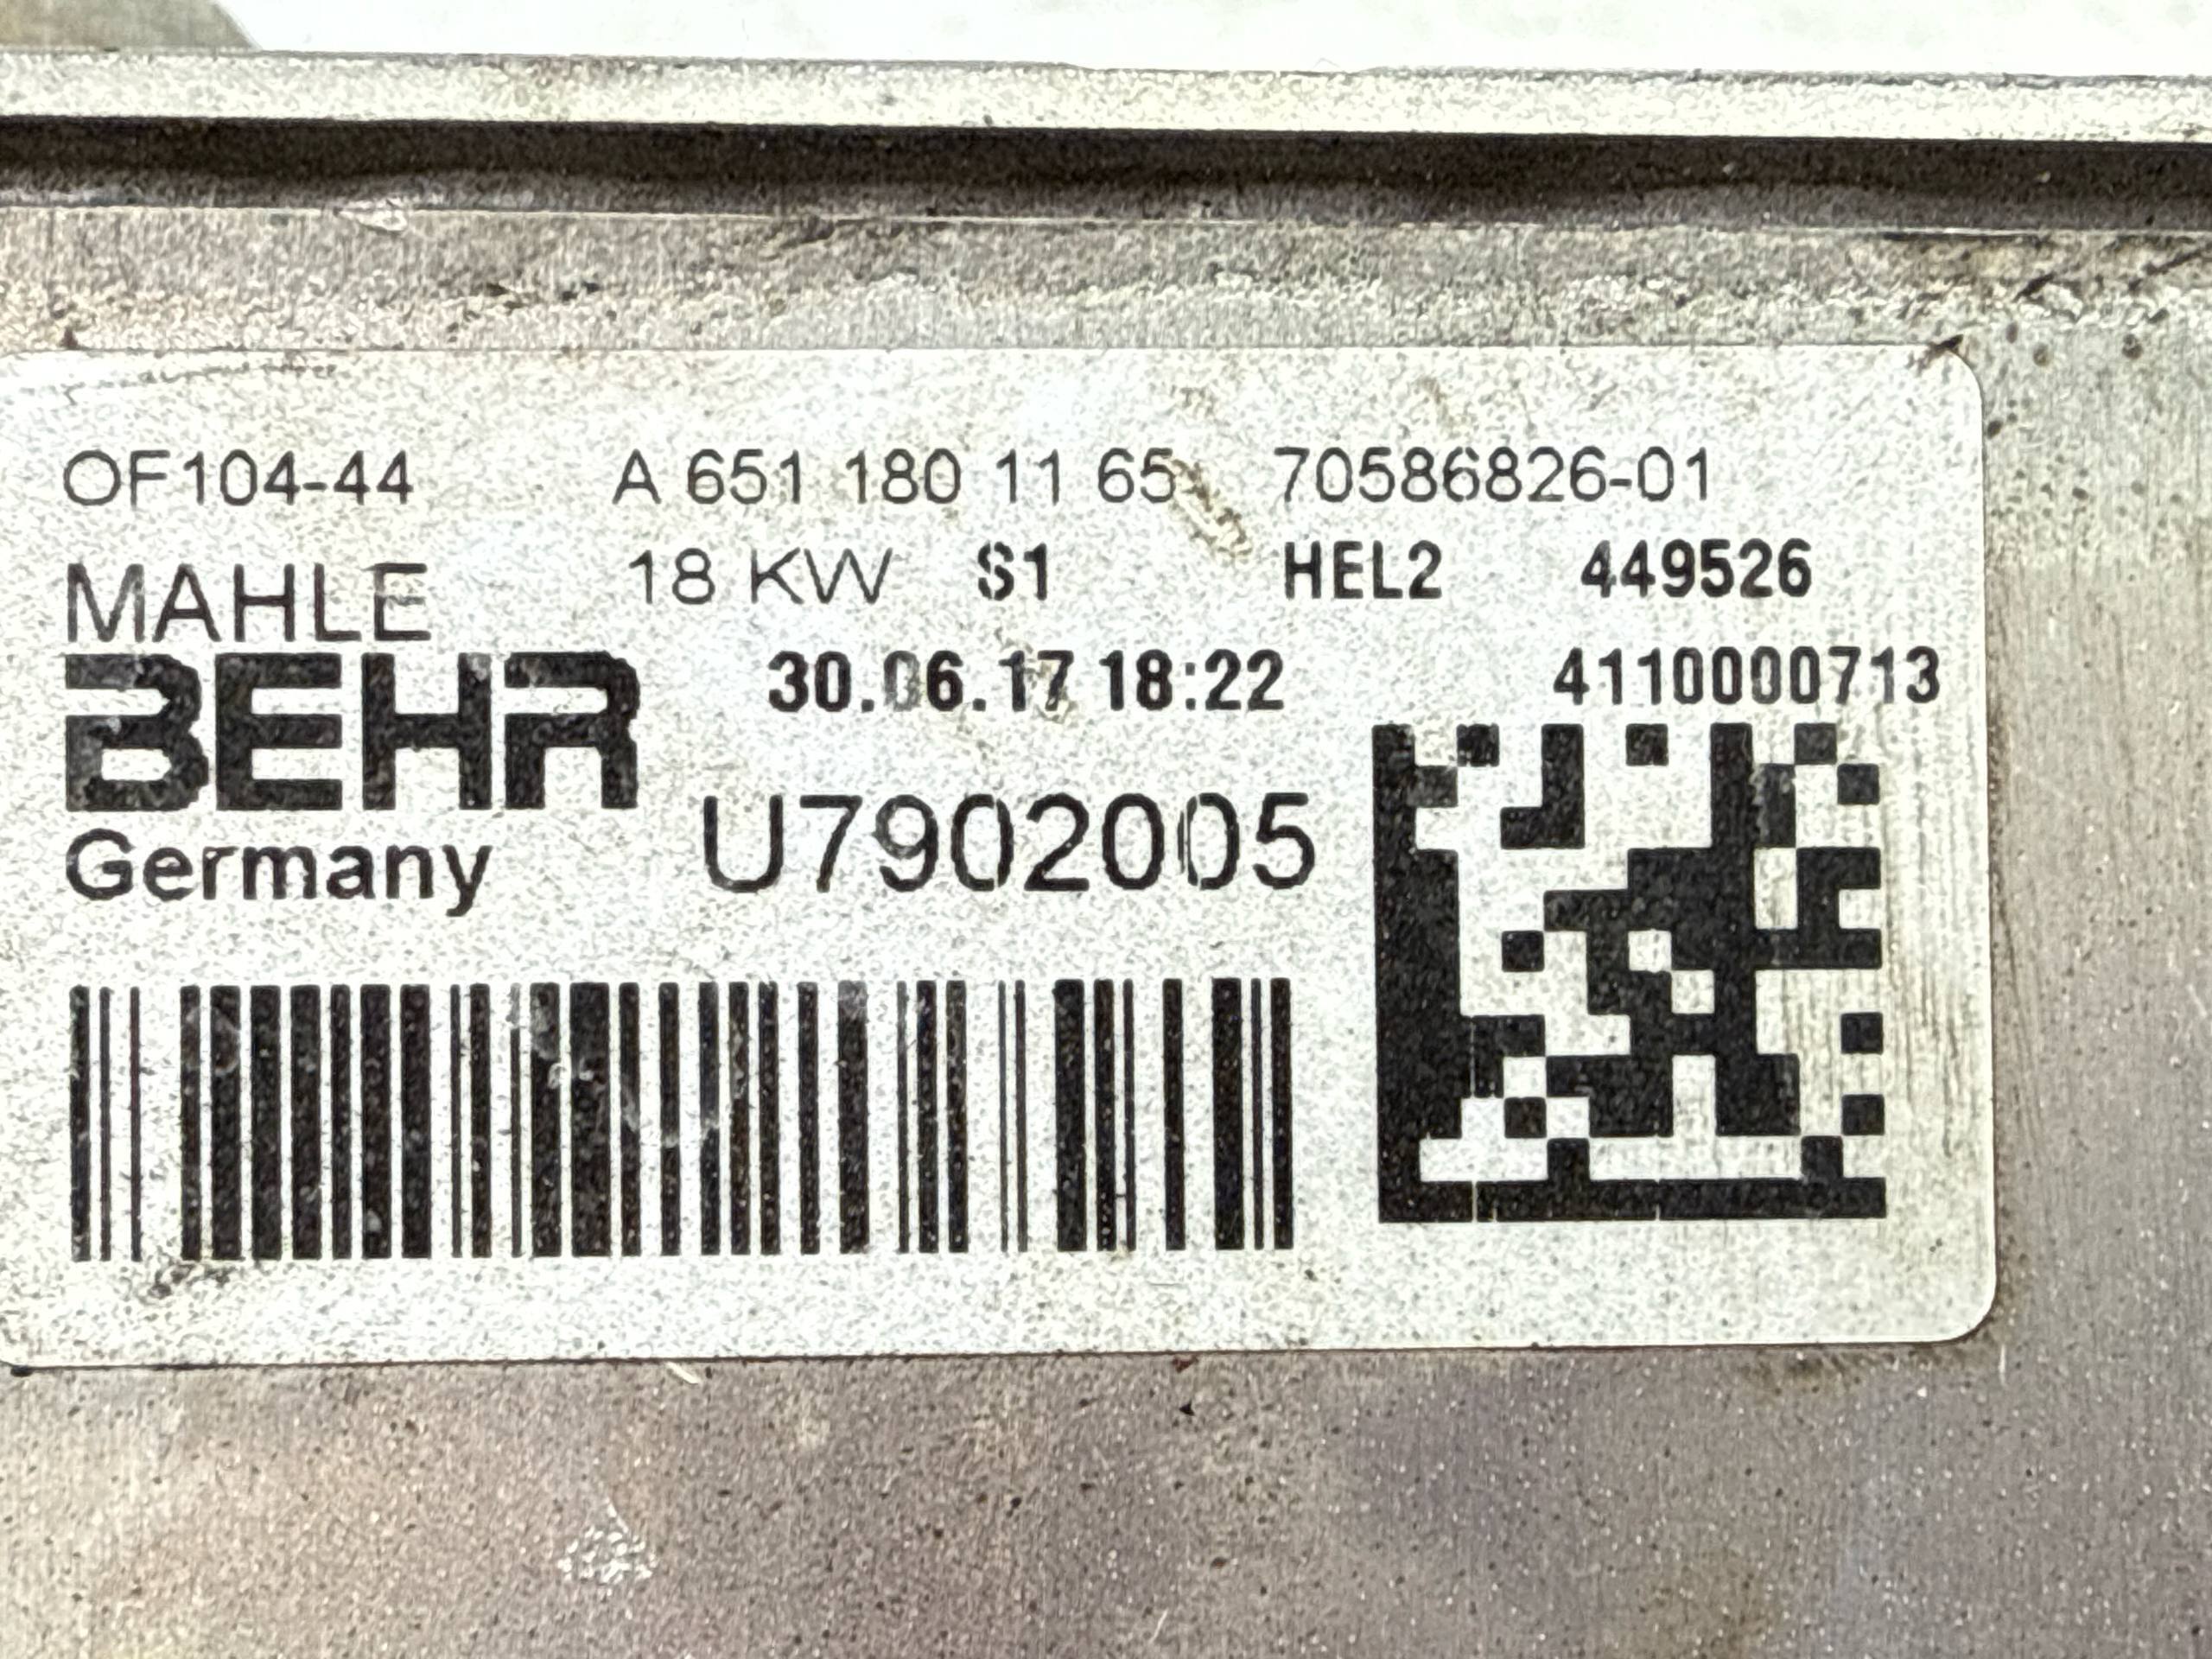 OF104-44 A 651 180 11 65 70586826-01
MAHLE 18 KW S1 HEL2 449526
BEHR 30.06.17 18:22 4110000713
Germany U7902005